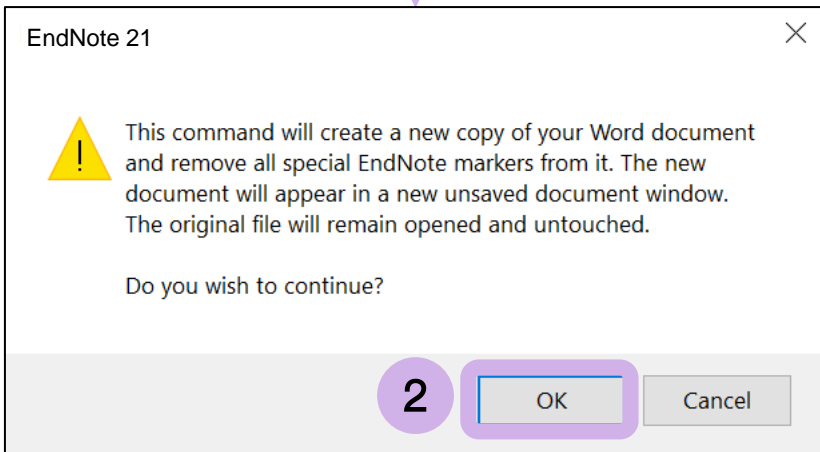 EndNote 21
This command will create a new copy of your Word document
and remove all special EndNote markers from it. The new
document will appear in a new unsaved document window.
The original file will remain opened and untouched.
Do you wish to continue?
2 OK Cancel